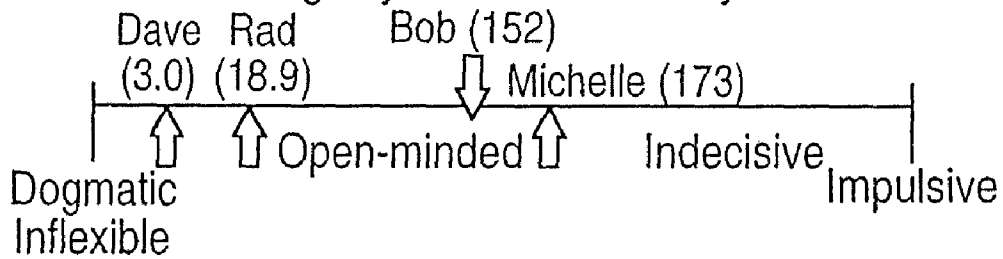 Dave Rad Bob (152)
(3.0) (18.9) Michelle (173)
Open-minded Indecisive
Dogmatic Impulsive
Inflexible